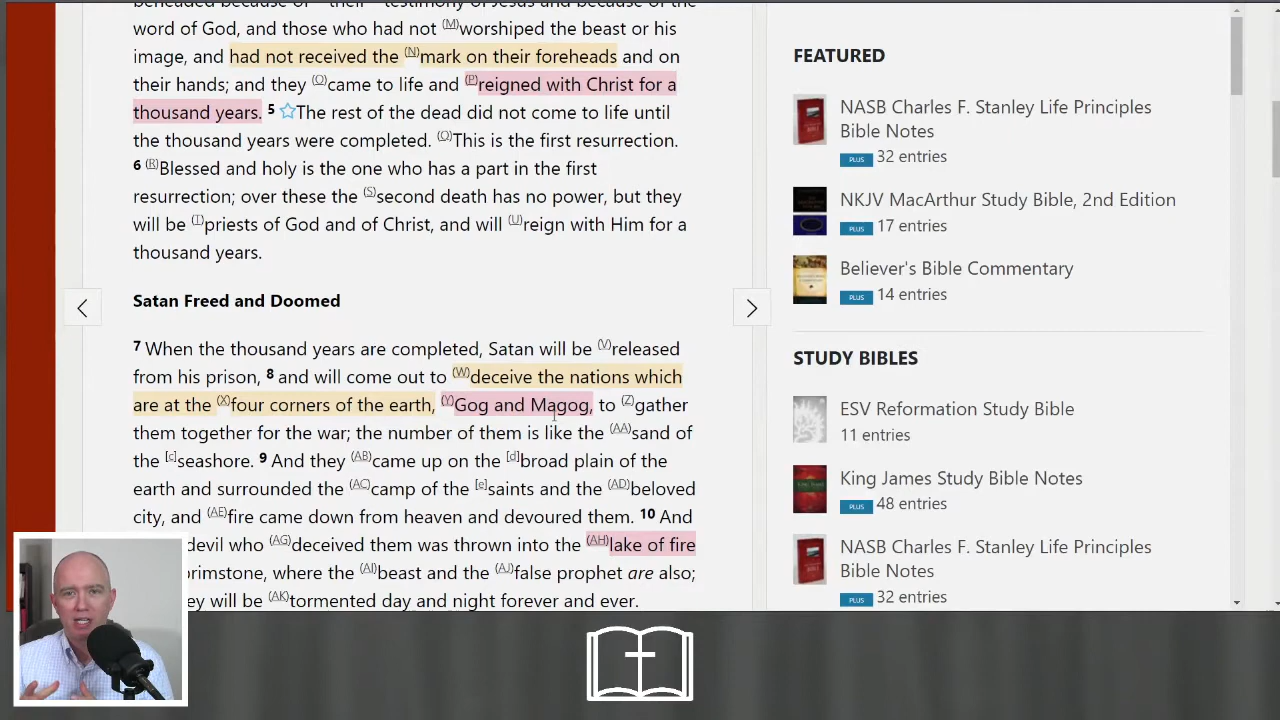 beheaded because of their testimony of Jesus and because of the
word of God, and those who had not (M)worshiped the beast or his
image, and had not received the (N)mark on their foreheads and on
their hands; and they (O)came to life and (P)reigned with Christ for a
thousand years. 5 The rest of the dead did not come to life until
the thousand years were completed. (Q)This is the first resurrection.
6 (R)Blessed and holy is the one who has a part in the first
resurrection; over these the (S)second death has no power, but they
will be (T)priests of God and of Christ, and will (U)reign with Him for a
thousand years.
Satan Freed and Doomed
7 When the thousand years are completed, Satan will be (V)released
from his prison, 8 and will come out to (W)deceive the nations which
are at the (X)four corners of the earth, (Y)Gog and Magog, to (Z)gather
them together for the war; the number of them is like the (AA)sand of
the [c]seashore. 9 And they (AB)came up on the [d]broad plain of the
earth and surrounded the (AC)camp of the [e]saints and the (AD)beloved
city, and (AE)fire came down from heaven and devoured them. 10 And
devil who (AG)deceived them was thrown into the (AH)lake of fire
rimstone, where the (AI)beast and the (AJ)false prophet are also;
ey will be (AK)tormented day and night forever and ever.
FEATURED
NASB Charles F. Stanley Life Principles
Bible Notes
PLUS 32 entries
NKJV MacArthur Study Bible, 2nd Edition
PLUS 17 entries
Believer's Bible Commentary
PLUS 14 entries
STUDY BIBLES
ESV Reformation Study Bible
11 entries
King James Study Bible Notes
PLUS 48 entries
NASB Charles F. Stanley Life Principles
Bible Notes
PLUS 32 entries